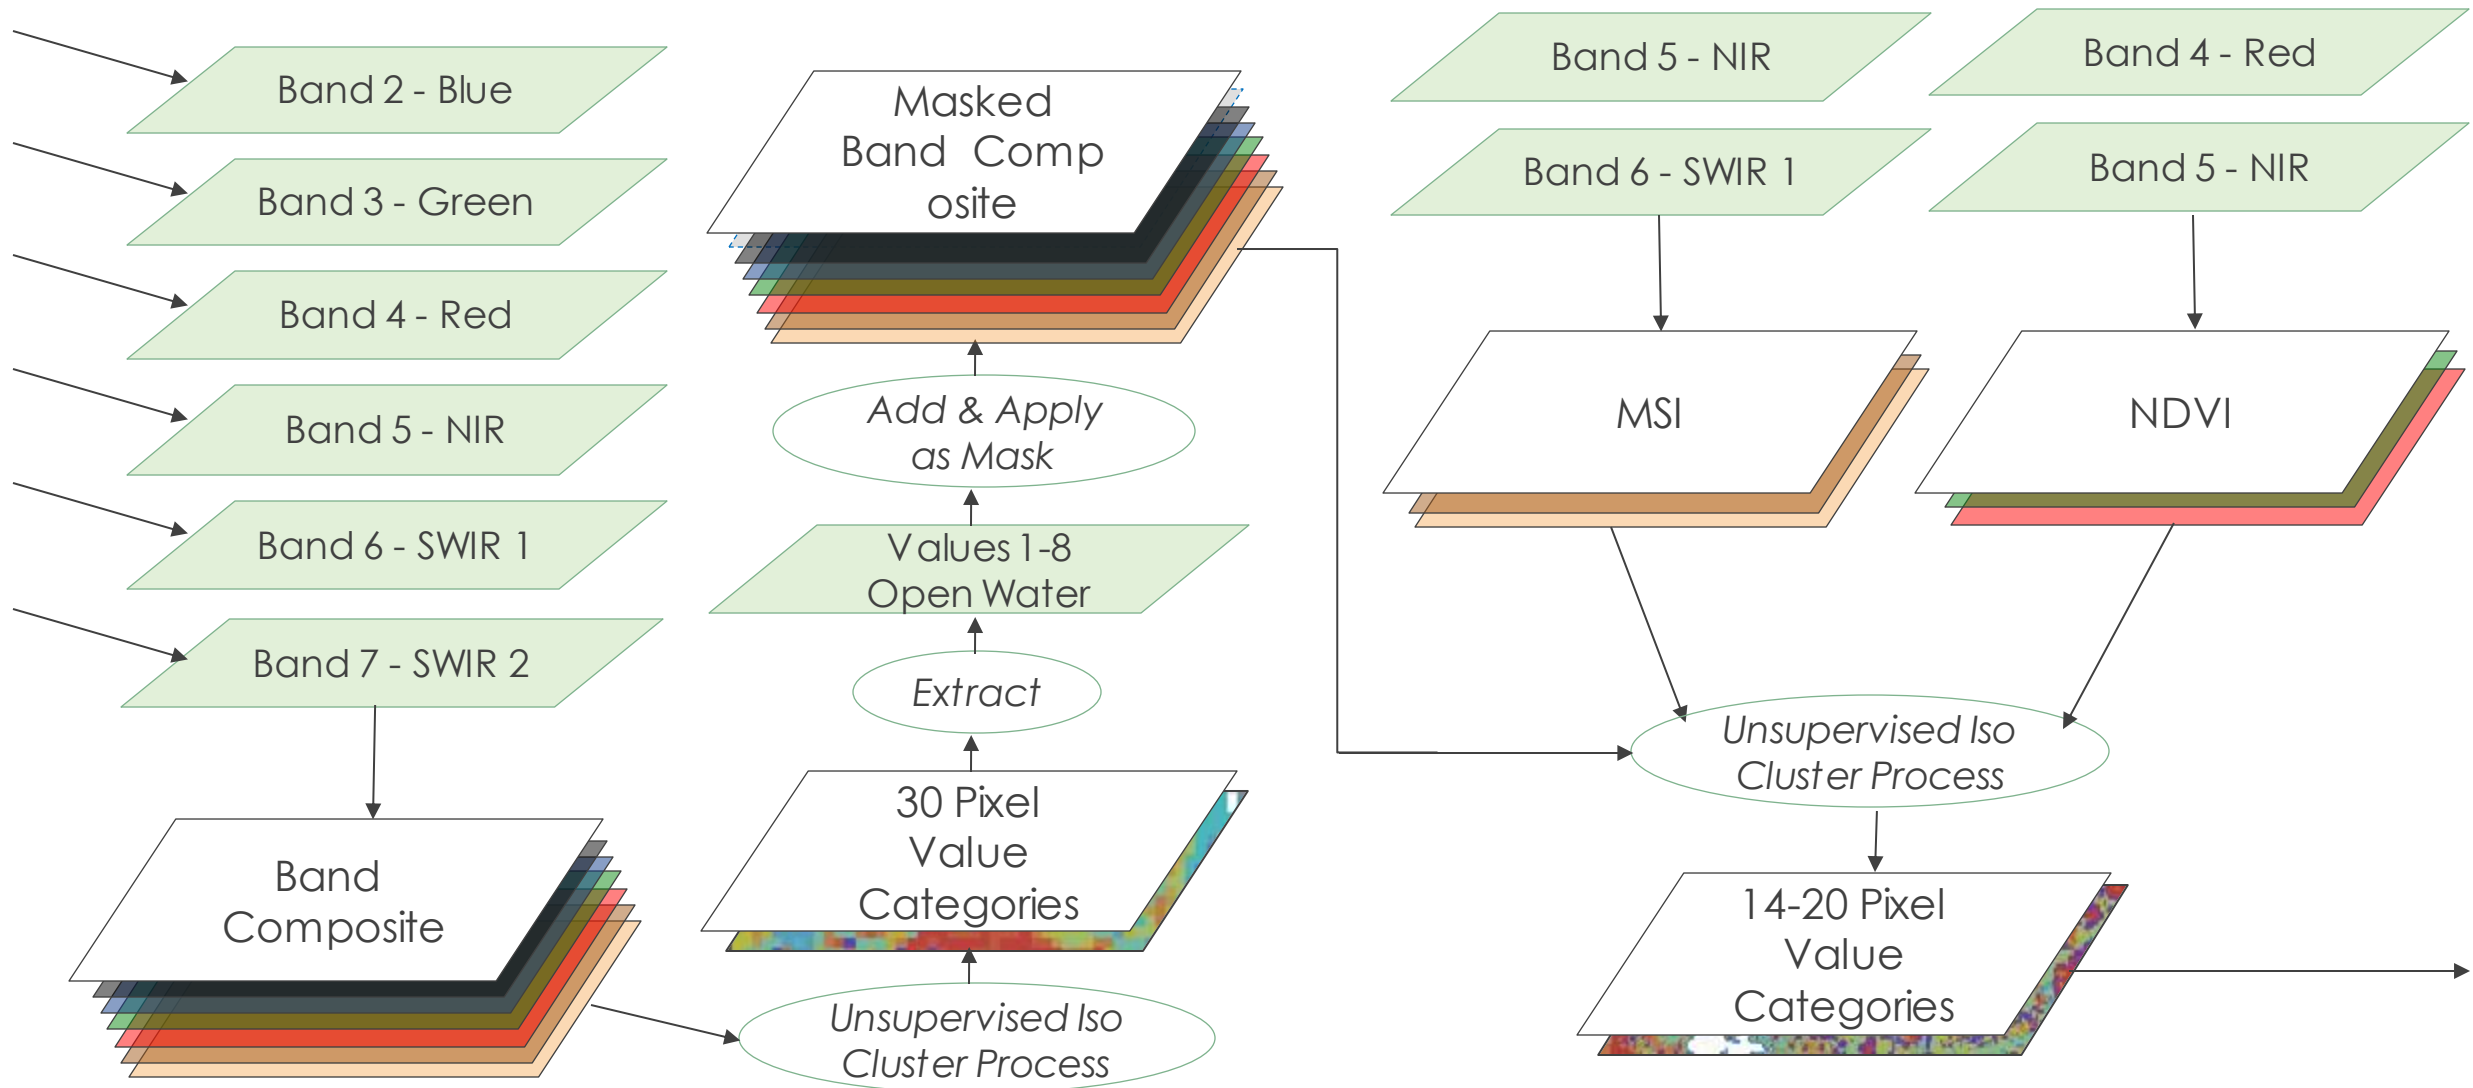 Band 2 - Blue
Band 3 - Green
Band 4 - Red
Band 5 - NIR
Band 6 - SWIR 1
Band 7 - SWIR 2
Band
Composite
Masked
Band Comp
osite
Add & Apply
as Mask
Values 1-8
Open Water
Extract
30 Pixel
Value
Categories
Unsupervised Iso
Cluster Process
Band 5 - NIR
Band 6 - SWIR 1
MSI
Band 4 - Red
Band 5 - NIR
NDVI
Unsupervised Iso
Cluster Process
14-20 Pixel
Value
Categories